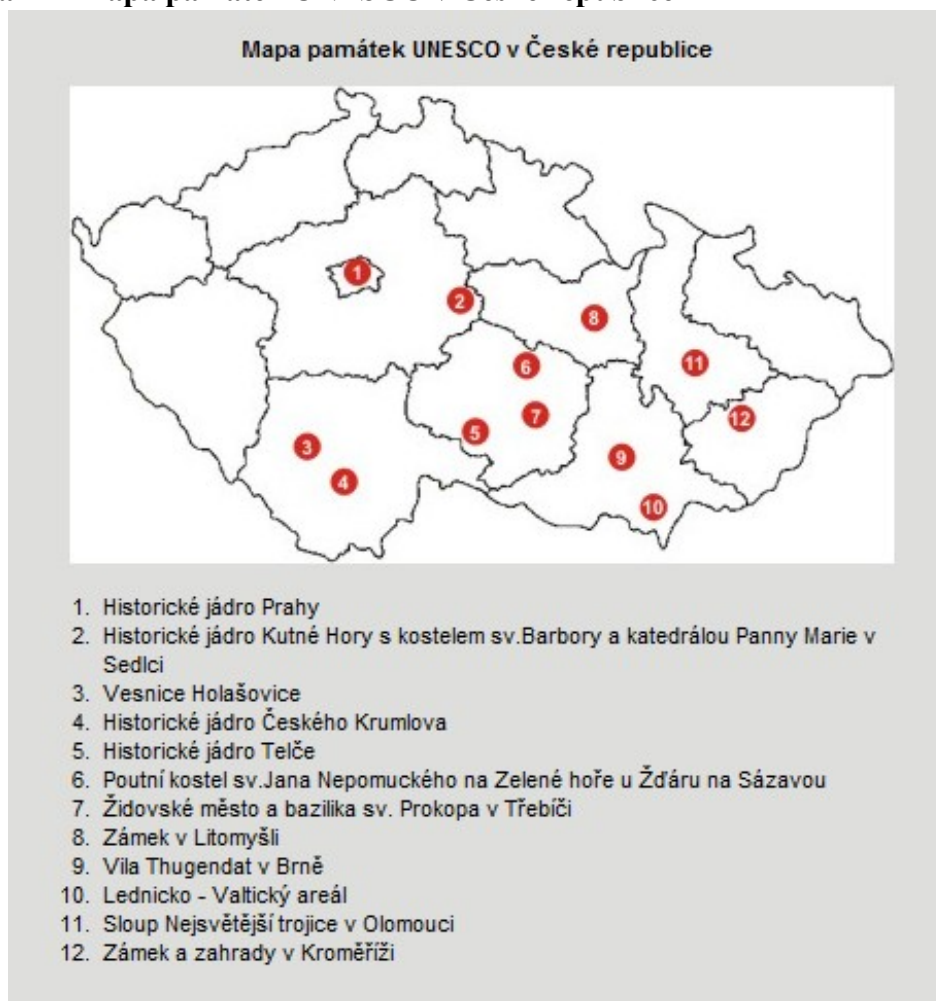 Mapa památek UNESCO v České republice
1
2
8
11
6
12
7
5
3
9
4
10
1. Historické jádro Prahy
2. Historické jádro Kutné Hory s kostelem sv.Barbory a katedrálou Panny Marie v
Sedlci
3. Vesnice Holašovice
4. Historické jádro Českého Krumlova
5. Historické jádro Telče
6. Poutní kostel sv.Jana Nepomuckého na Zelené hoře u Žďáru na Sázavou
7. Židovské město a bazilika sv. Prokopa v Třebíči
8. Zámek v Litomyšli
9. Vila Thugendat v Brně
10. Lednicko - Valtický areál
11. Sloup Nejsvětější trojice v Olomouci
12. Zámek a zahrady v Kroměříži